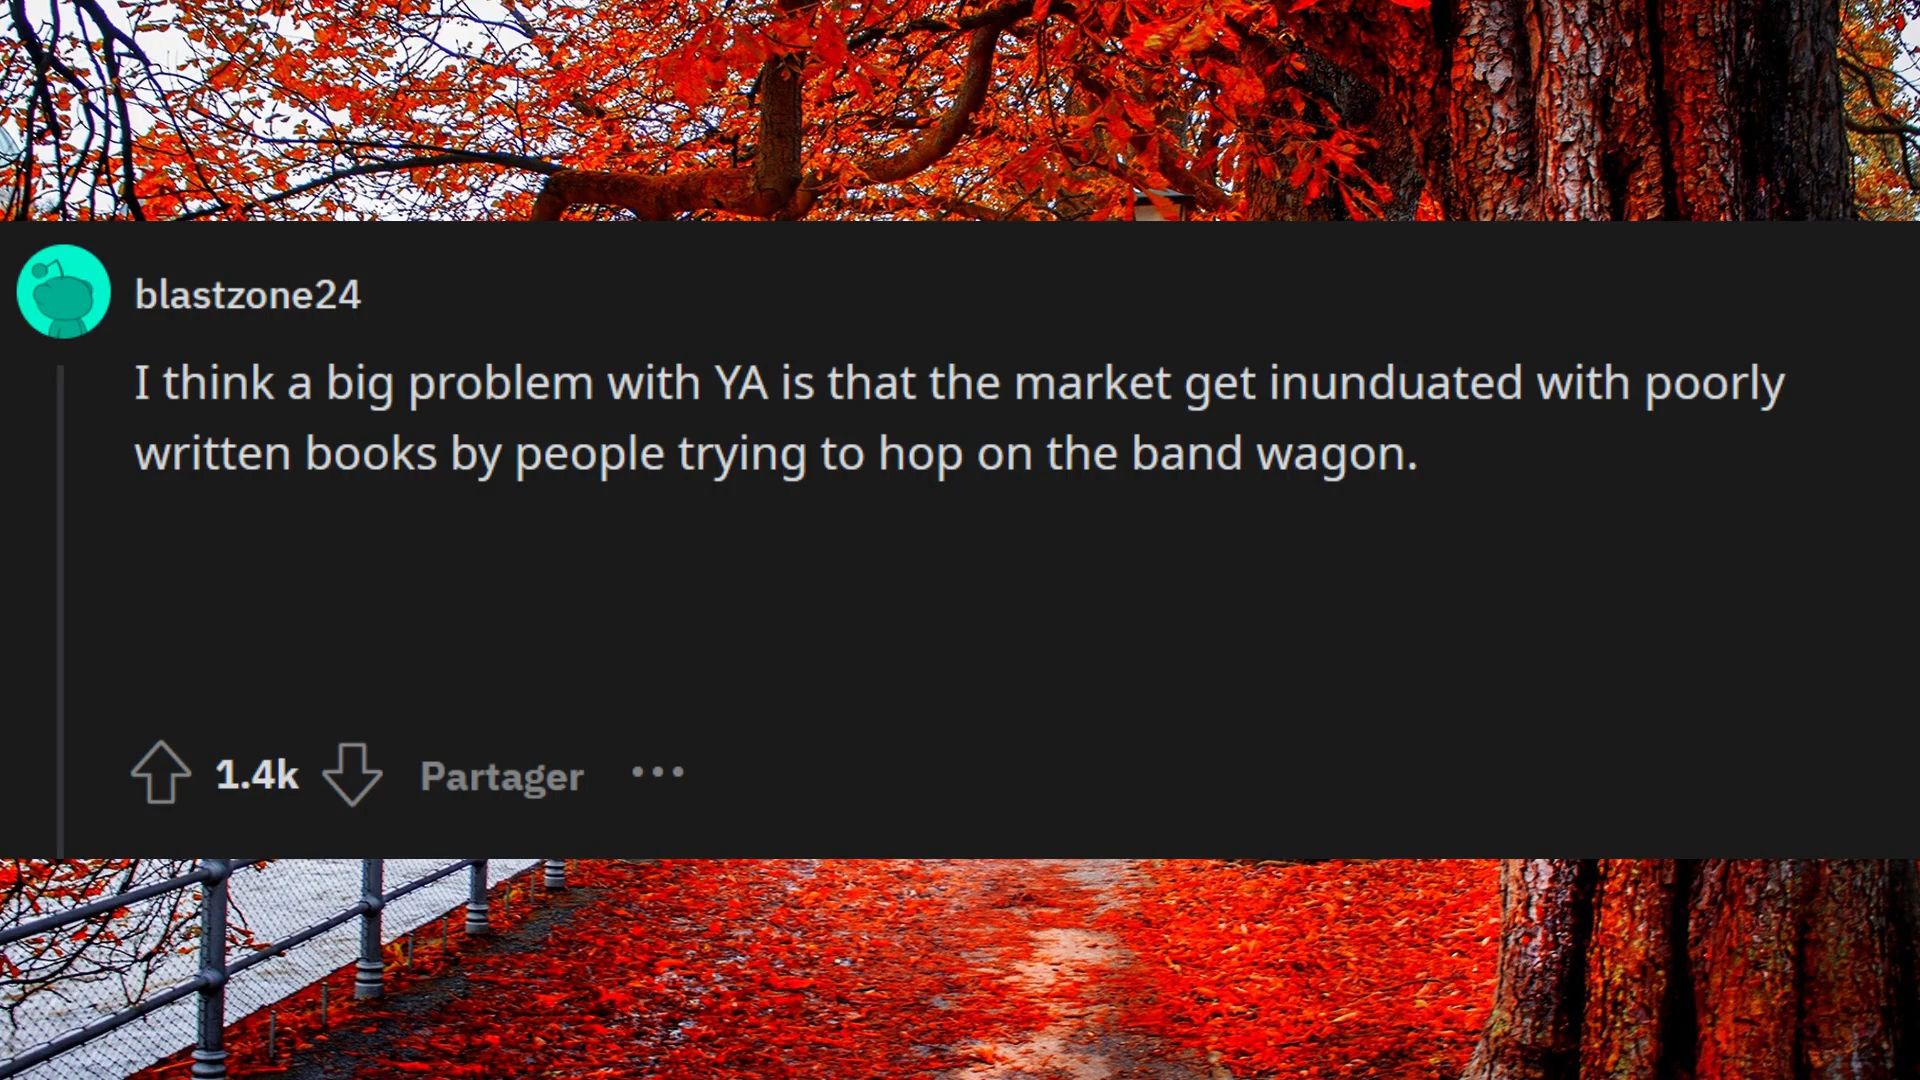 blastzone24
I think a big problem with YA is that the market get inunduated with poorly
written books by people trying to hop on the band wagon.
1.4k Partager